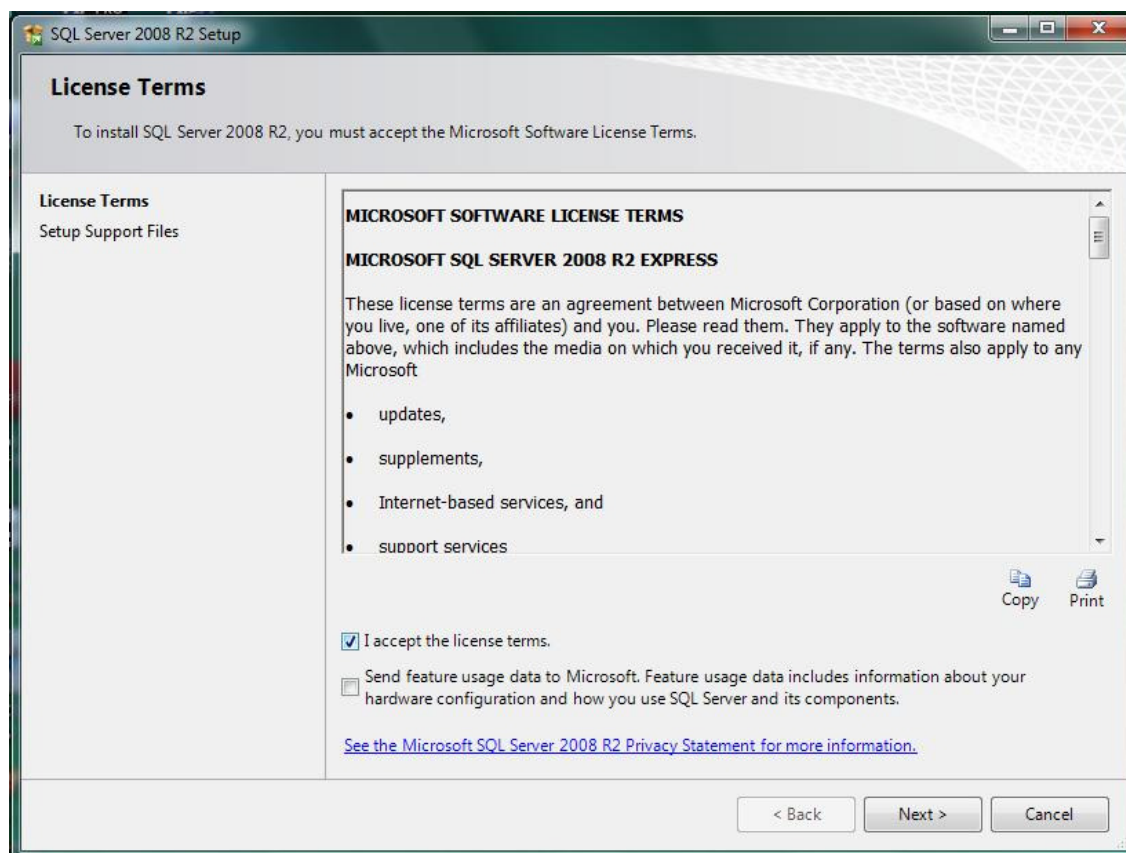 SQL Server 2008 R2 Setup
License Terms
To install SQL Server 2008 R2, you must accept the Microsoft Software License Terms.
License Terms
Setup Support Files
MICROSOFT SOFTWARE LICENSE TERMS
MICROSOFT SQL SERVER 2008 R2 EXPRESS
These license terms are an agreement between Microsoft Corporation (or based on where
you live, one of its affiliates) and you. Please read them. They apply to the software named
above, which includes the media on which you received it, if any. The terms also apply to any
Microsoft
• updates,
• supplements,
• Internet-based services, and
• support services
Copy Print
I accept the license terms.
Send feature usage data to Microsoft. Feature usage data includes information about your
hardware configuration and how you use SQL Server and its components.
See the Microsoft SQL Server 2008 R2 Privacy Statement for more information.
< Back Next > Cancel